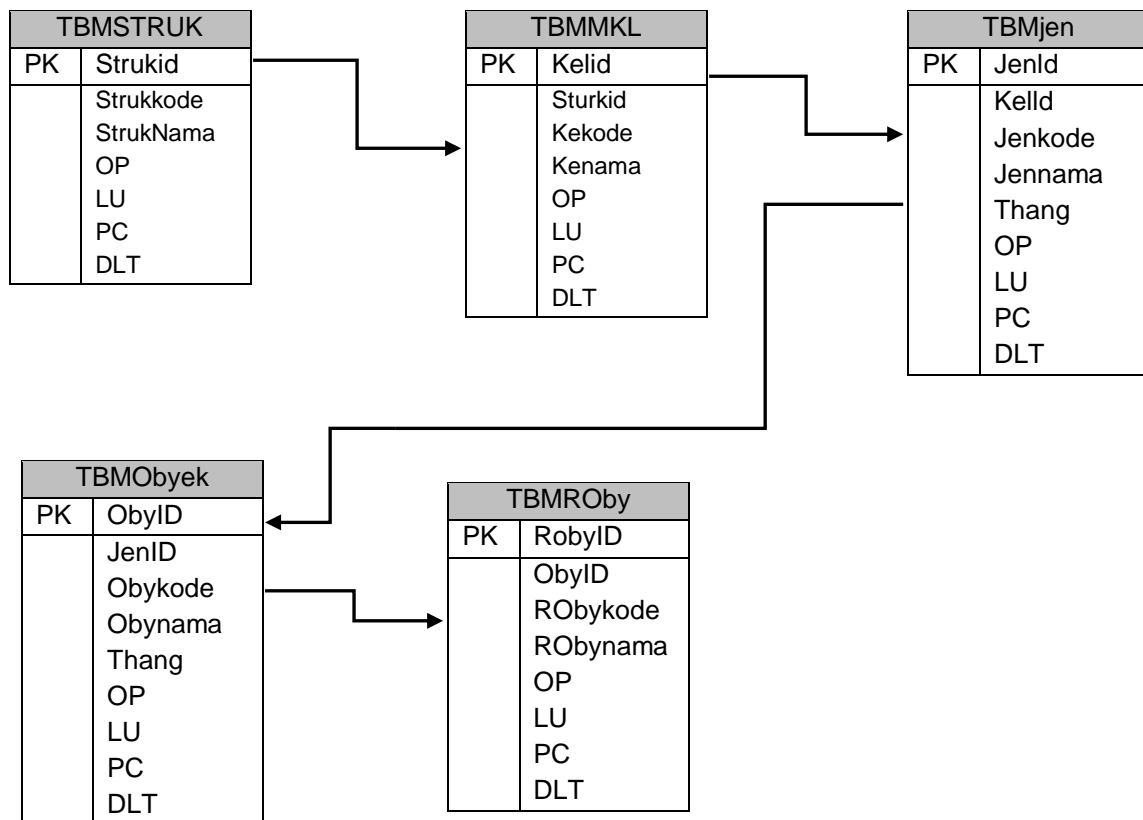 TBMSTRUK
PK Strukid
Strukkode
StrukNama
OP
LU
PC
DLT
TBMMKL
PK Kelid
Sturkid
Kekode
Kenama
OP
LU
PC
DLT
TBMjen
PK JenId
KelId
Jenkode
Jennama
Thang
OP
LU
PC
DLT
TBMObyek
PK ObyID
JenID
Obykode
Obynama
Thang
OP
LU
PC
DLT
TBMROby
PK RobyID
ObyID
RObykode
RObynama
OP
LU
PC
DLT